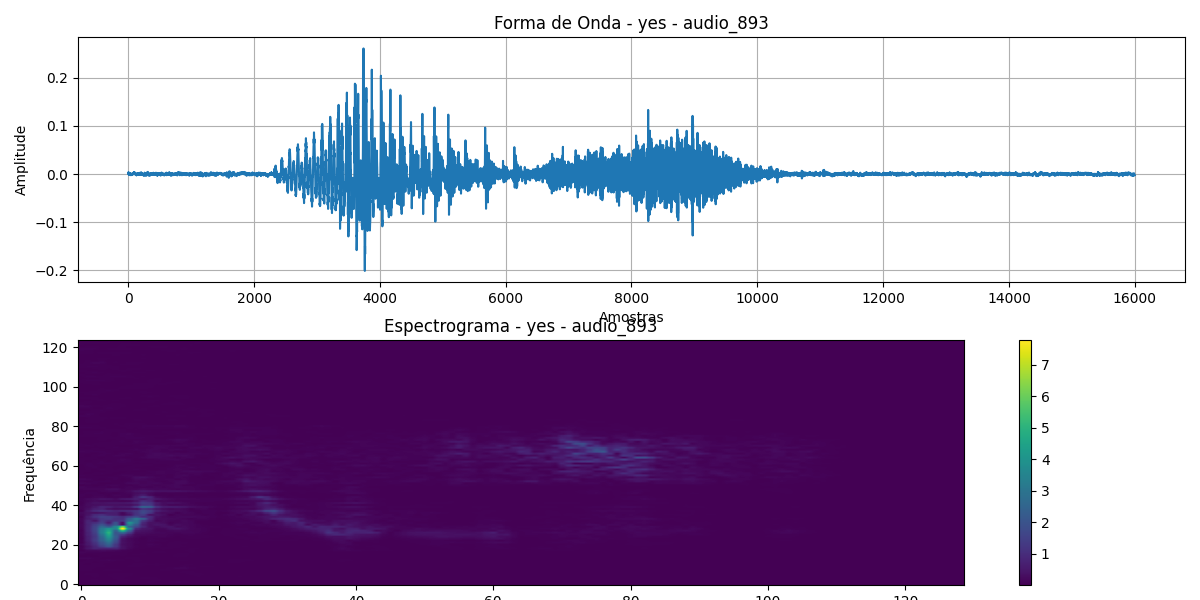 Forma de Onda - yes - audio_893
Amplitude
0.2
0.1
0.0
−0.1
−0.2
0 2000 4000 6000 8000 10000 12000 14000 16000
Amostras
Espectrograma - yes - audio_893
Frequência
120
100
80
60
40
20
0
7
6
5
4
3
2
1
0 20 40 60 80 100 120